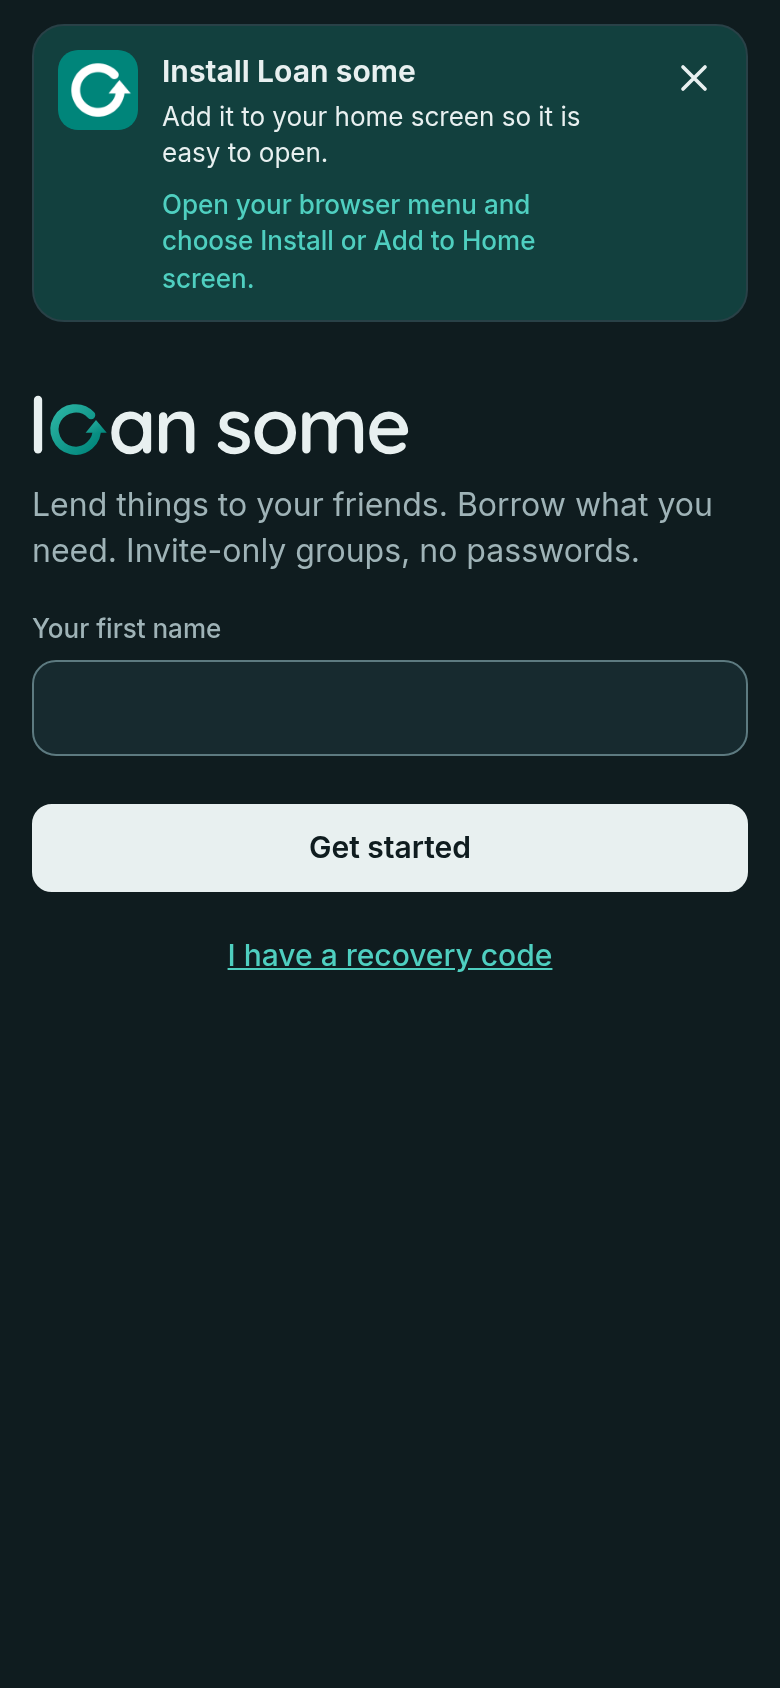 Install Loan some
Add it to your home screen so it is
easy to open.
Open your browser menu and
choose Install or Add to Home
screen.
loan some
Lend things to your friends. Borrow what you
need. Invite-only groups, no passwords.
Your first name
Get started
I have a recovery code